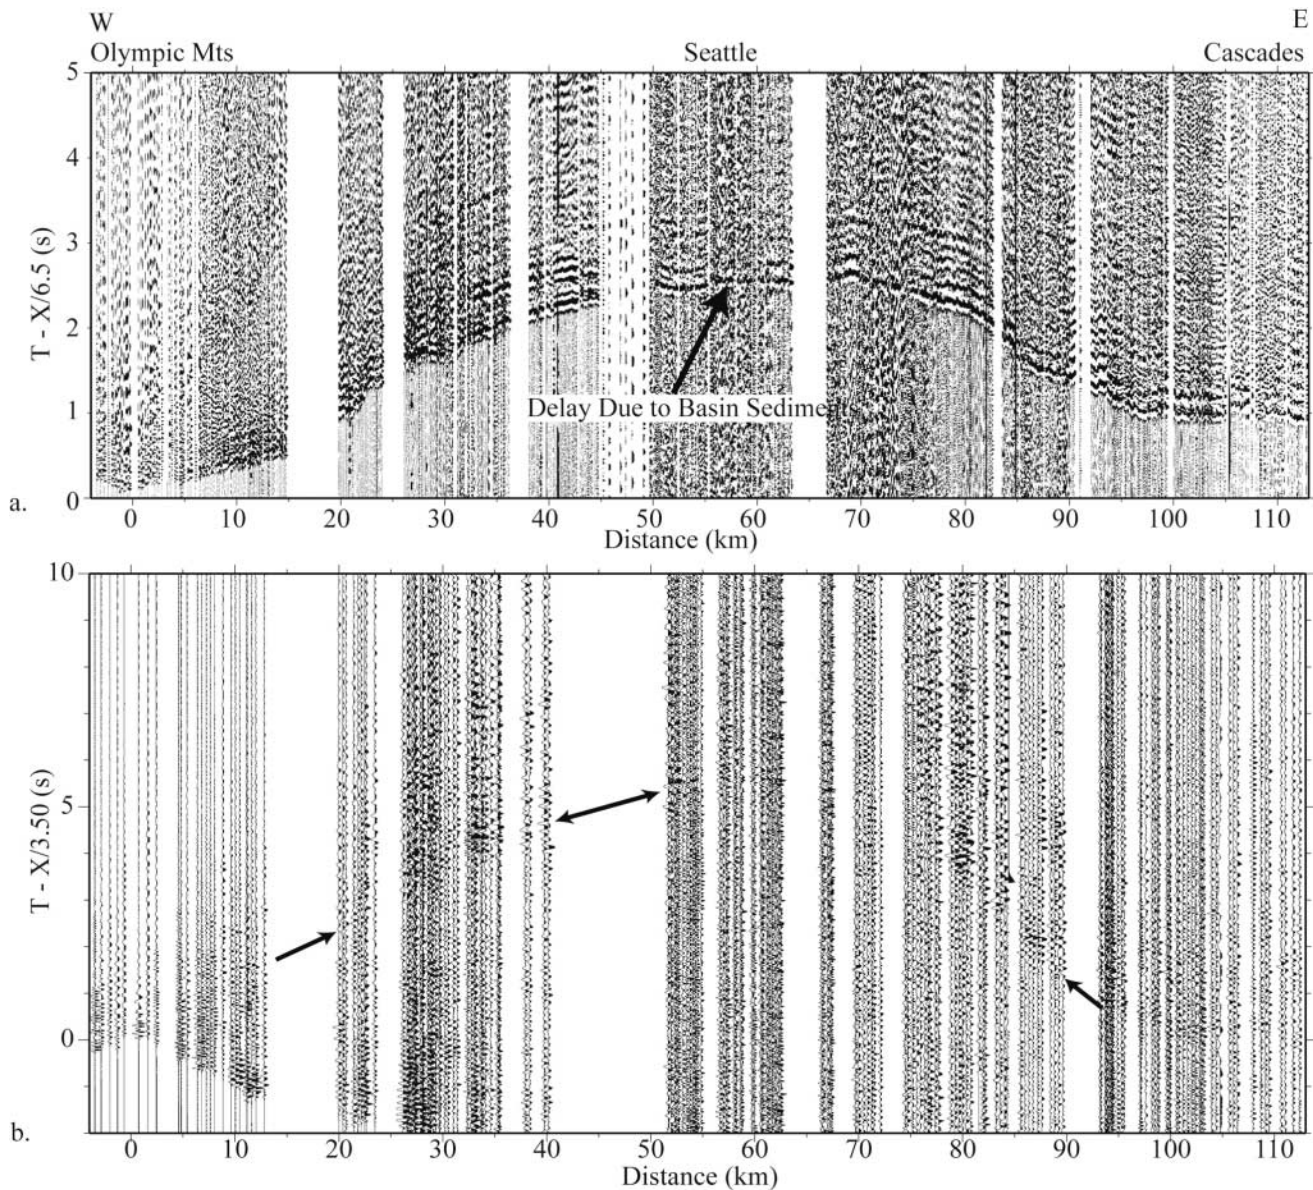 W E
Olympic Mts Seattle Cascades
5
4
3
2
1
0
T - X/6.5 (s)
Delay Due to Basin Sediments
a.
0 10 20 30 40 50 60 70 80 90 100 110
Distance (km)
10
5
0
T - X/3.50 (s)
b.
0 10 20 30 40 50 60 70 80 90 100 110
Distance (km)